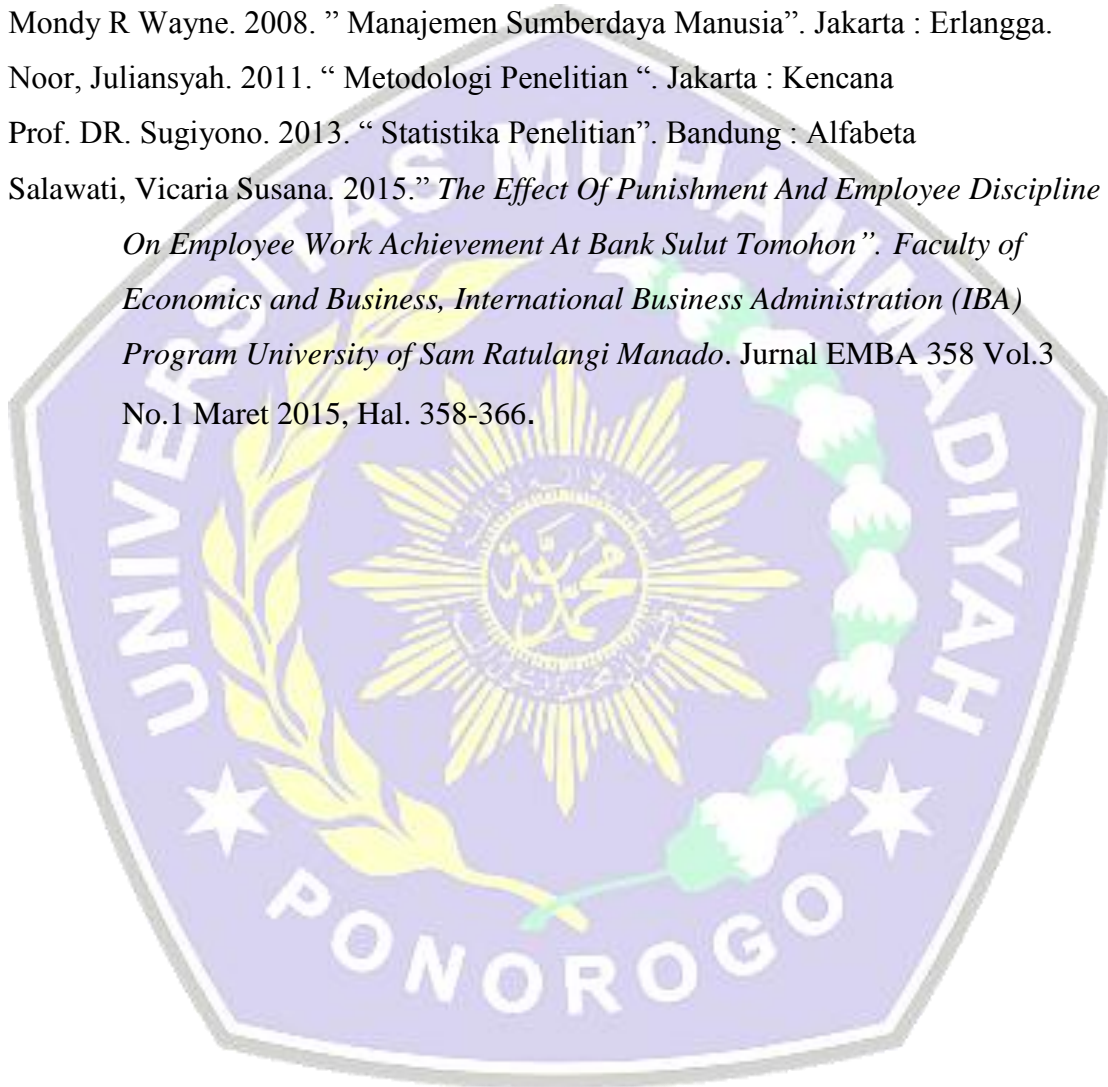 Mondy R Wayne. 2008. ” Manajemen Sumberdaya Manusia”. Jakarta : Erlangga.
Noor, Juliansyah. 2011. “ Metodologi Penelitian “. Jakarta : Kencana
Prof. DR. Sugiyono. 2013. “ Statistika Penelitian”. Bandung : Alfabeta
Salawati, Vicaria Susana. 2015.” The Effect Of Punishment And Employee Discipline
On Employee Work Achievement At Bank Sulut Tomohon”. Faculty of
Economics and Business, International Business Administration (IBA)
Program University of Sam Ratulangi Manado. Jurnal EMBA 358 Vol.3
No.1 Maret 2015, Hal. 358-366.
UNIVERSITAS MUHAMMADIYAH
PONOROGO